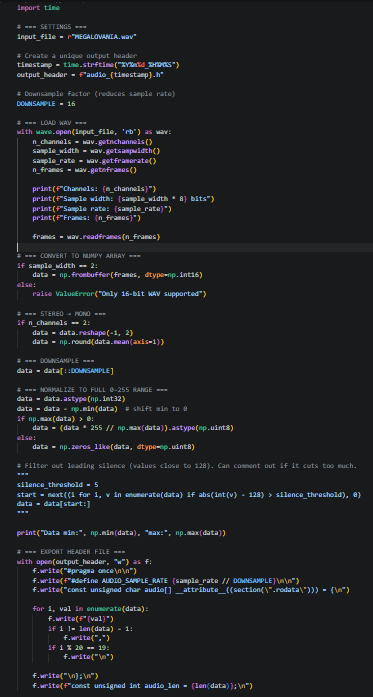 import time

# === SETTINGS ===
input_file = r"MEGALOVANIA.wav"

# Create a unique output header
timestamp = time.strftime("%Y%m%d_%H%M%S")
output_header = f"audio_{timestamp}.h"

# Downsample factor (reduces sample rate)
DOWNSAMPLE = 16

# === LOAD WAV ===
with wave.open(input_file, 'rb') as wav:
    n_channels = wav.getnchannels()
    sample_width = wav.getsampwidth()
    sample_rate = wav.getframerate()
    n_frames = wav.getnframes()

    print(f"Channels: {n_channels}")
    print(f"Sample width: {sample_width * 8} bits")
    print(f"Sample rate: {sample_rate}")
    print(f"Frames: {n_frames}")

    frames = wav.readframes(n_frames)

# === CONVERT TO NUMPY ARRAY ===
if sample_width == 2:
    data = np.frombuffer(frames, dtype=np.int16)
else:
    raise ValueError("Only 16-bit WAV supported")

# === STEREO → MONO ===
if n_channels == 2:
    data = data.reshape(-1, 2)
    data = np.round(data.mean(axis=1))

# === DOWNSAMPLE ===
data = data[::DOWNSAMPLE]

# === NORMALIZE TO FULL 0-255 RANGE ===
data = data.astype(np.int32)
data = data - np.min(data)  # shift min to 0
if np.max(data) > 0:
    data = (data * 255 // np.max(data)).astype(np.uint8)
else:
    data = np.zeros_like(data, dtype=np.uint8)

# Filter out leading silence (values close to 128). Can comment out if it cuts too much.
"""
silence_threshold = 5
start = next((i for i, v in enumerate(data) if abs(int(v) - 128) > silence_threshold), 0)
data = data[start:]
"""

print("Data min:", np.min(data), "max:", np.max(data))

# === EXPORT HEADER FILE ===
with open(output_header, "w") as f:
    f.write("#pragma once\n\n")
    f.write(f"#define AUDIO_SAMPLE_RATE {sample_rate // DOWNSAMPLE}\n\n")
    f.write("const unsigned char audio[] __attribute__((section(\".rodata\"))) = {\n")

    for i, val in enumerate(data):
        f.write(f"{val}")
        if i != len(data) - 1:
            f.write(",")
        if i % 20 == 19:
            f.write("\n")

    f.write("\n};\n")
    f.write(f"const unsigned int audio_len = {len(data)};\n")